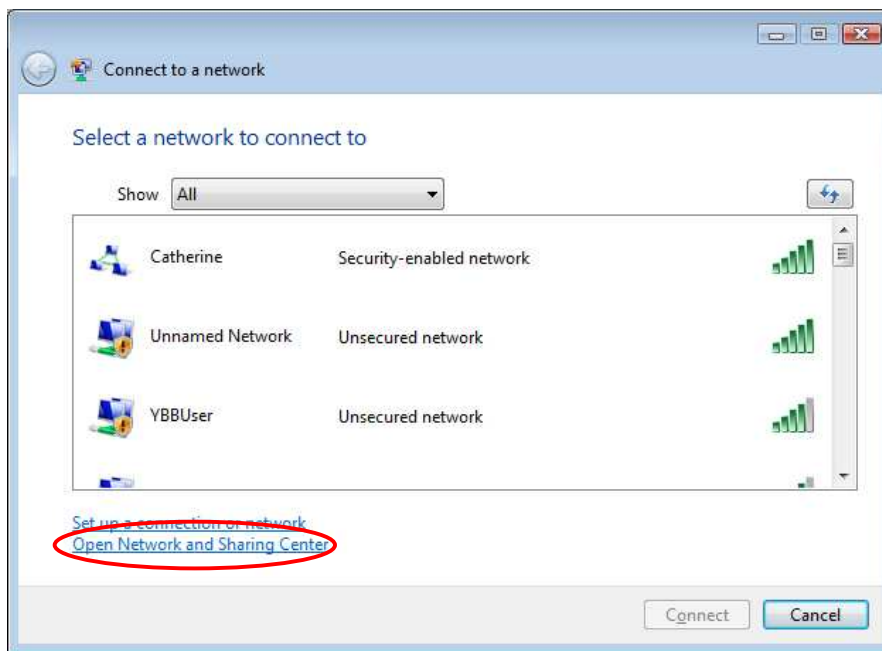 Connect to a network
Select a network to connect to
Show All
Catherine Security-enabled network
Unnamed Network Unsecured network
YBBUser Unsecured network
Set up a connection or network
Open Network and Sharing Center
Connect Cancel